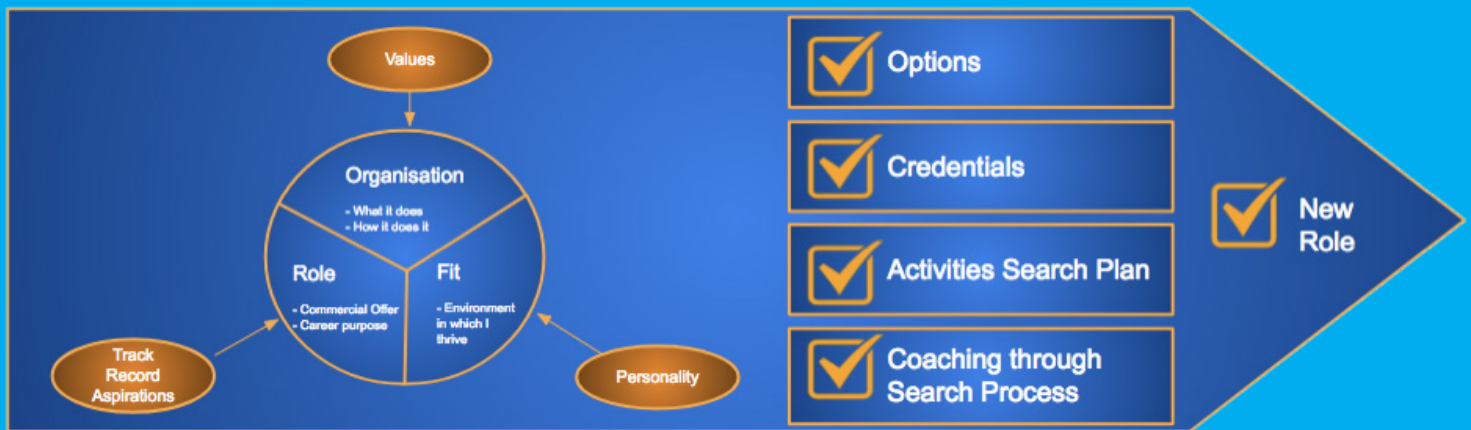 Values
Organisation
- What it does
- How it does it
Role
- Commercial Offer
- Career purpose
Fit
- Environment
in which I
thrive
Track
Record
Aspirations
Personality
Options
Credentials
Activities Search Plan
Coaching through
Search Process
New
Role